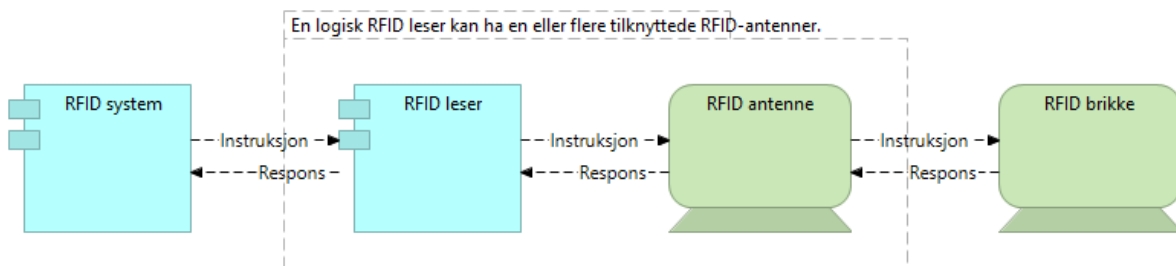 En logisk RFID leser kan ha en eller flere tilknyttede RFID-antenner.
RFID system
RFID leser
RFID antenne
RFID brikke
Instruksjon
Instruksjon
Instruksjon
Respons
Respons
Respons